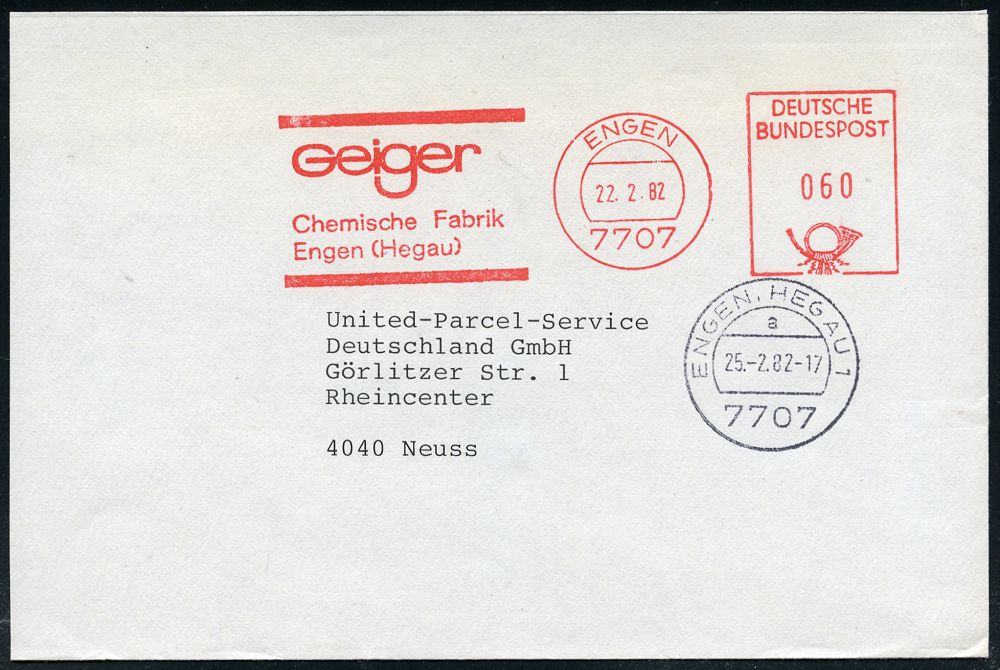 Geiger
Chemische Fabrik
Engen (Hegau)
ENGEN
22. 2. 82
7707
DEUTSCHE
BUNDESPOST
060
ENGEN, HEGAU 1
a
25.-2.82-17
7707
United-Parcel-Service
Deutschland GmbH
Görlitzer Str. 1
Rheincenter
4040 Neuss